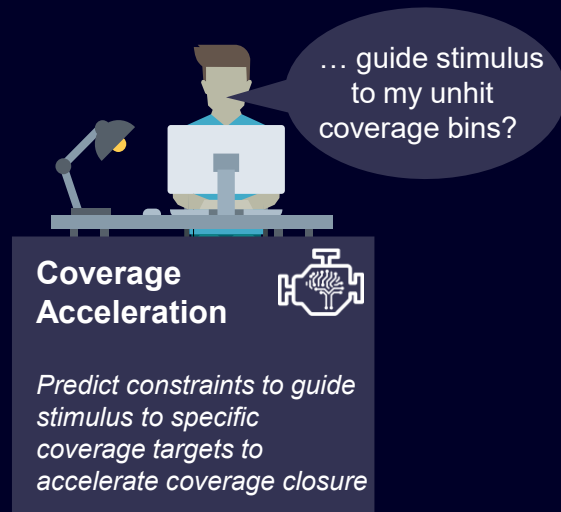 … guide stimulus
to my unhit
coverage bins?
Coverage
Acceleration
Predict constraints to guide
stimulus to specific
coverage targets to
accelerate coverage closure